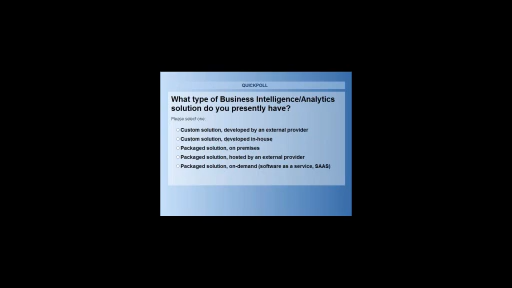 QUICKPOLL
What type of Business Intelligence/Analytics
solution do you presently have?
Please select one:
Custom solution, developed by an external provider
Custom solution, developed in-house
Packaged solution, on premises
Packaged solution, hosted by an external provider
Packaged solution, on-demand (software as a service, SAAS)